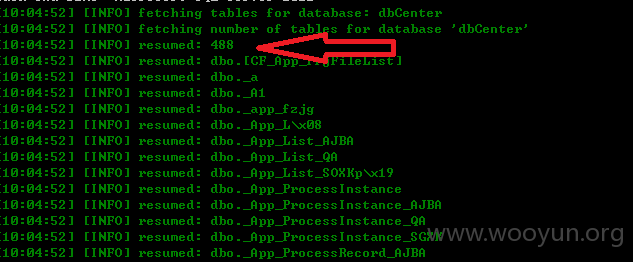 [10:04:52] [INFO] fetching tables for database: dbCenter
[10:04:52] [INFO] fetching number of tables for database 'dbCenter'
[10:04:52] [INFO] resumed: 488
[10:04:52] [INFO] resumed: dbo.[CF_App_PrgFileList]
[10:04:52] [INFO] resumed: dbo._a
[10:04:52] [INFO] resumed: dbo._A1
[10:04:52] [INFO] resumed: dbo._app_fzjg
[10:04:52] [INFO] resumed: dbo._App_L\x08
[10:04:52] [INFO] resumed: dbo._App_List_AJBA
[10:04:52] [INFO] resumed: dbo._App_List_QA
[10:04:52] [INFO] resumed: dbo._App_List_SOXKp\x19
[10:04:52] [INFO] resumed: dbo._App_ProcessInstance
[10:04:52] [INFO] resumed: dbo._App_ProcessInstance_AJBA
[10:04:52] [INFO] resumed: dbo._App_ProcessInstance_QA
[10:04:52] [INFO] resumed: dbo._App_ProcessInstance_SGXK
www.wooyun.org
[10:04:52] [INFO] resumed: dbo._App_ProcessRecord_AJBA